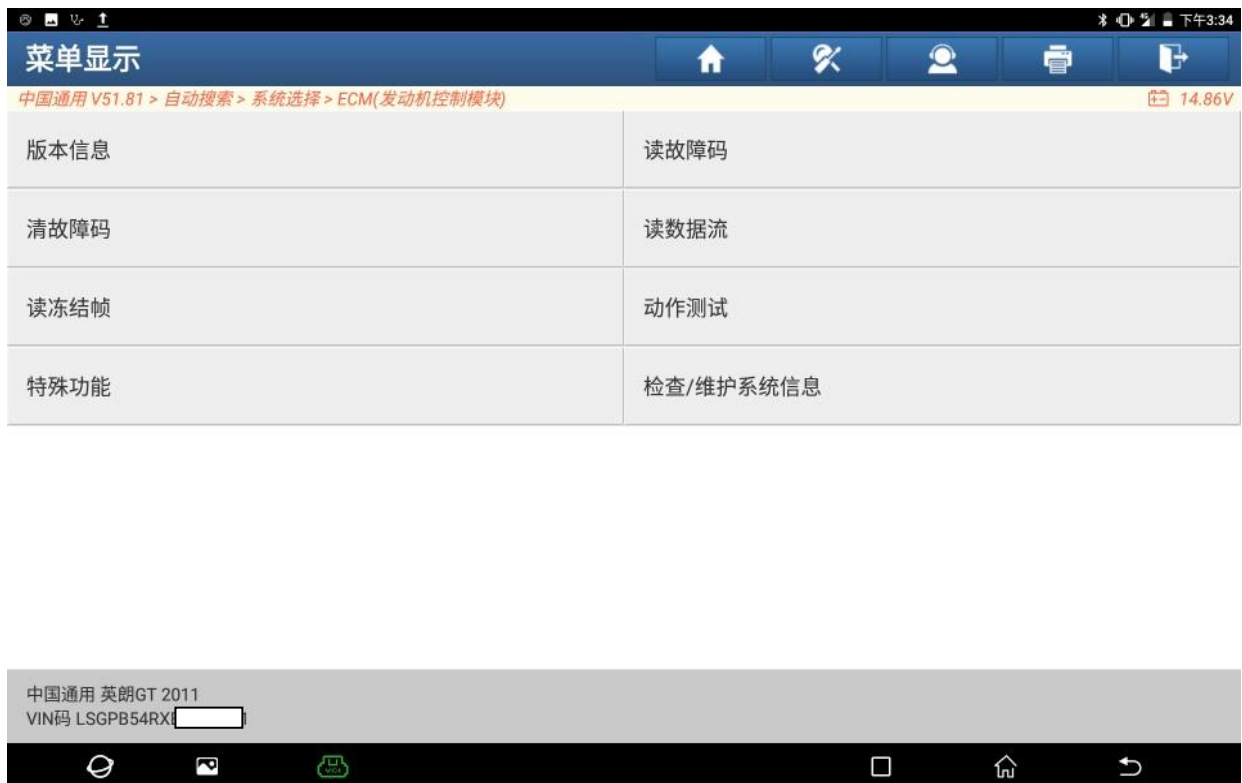 下午3:34
菜单显示
中国通用 V51.81 > 自动搜索 > 系统选择 > ECM(发动机控制模块)
14.86V
版本信息
读故障码
清故障码
读数据流
读冻结帧
动作测试
特殊功能
检查/维护系统信息
中国通用 英朗GT 2011
VIN码 LSGPB54RX
VCI